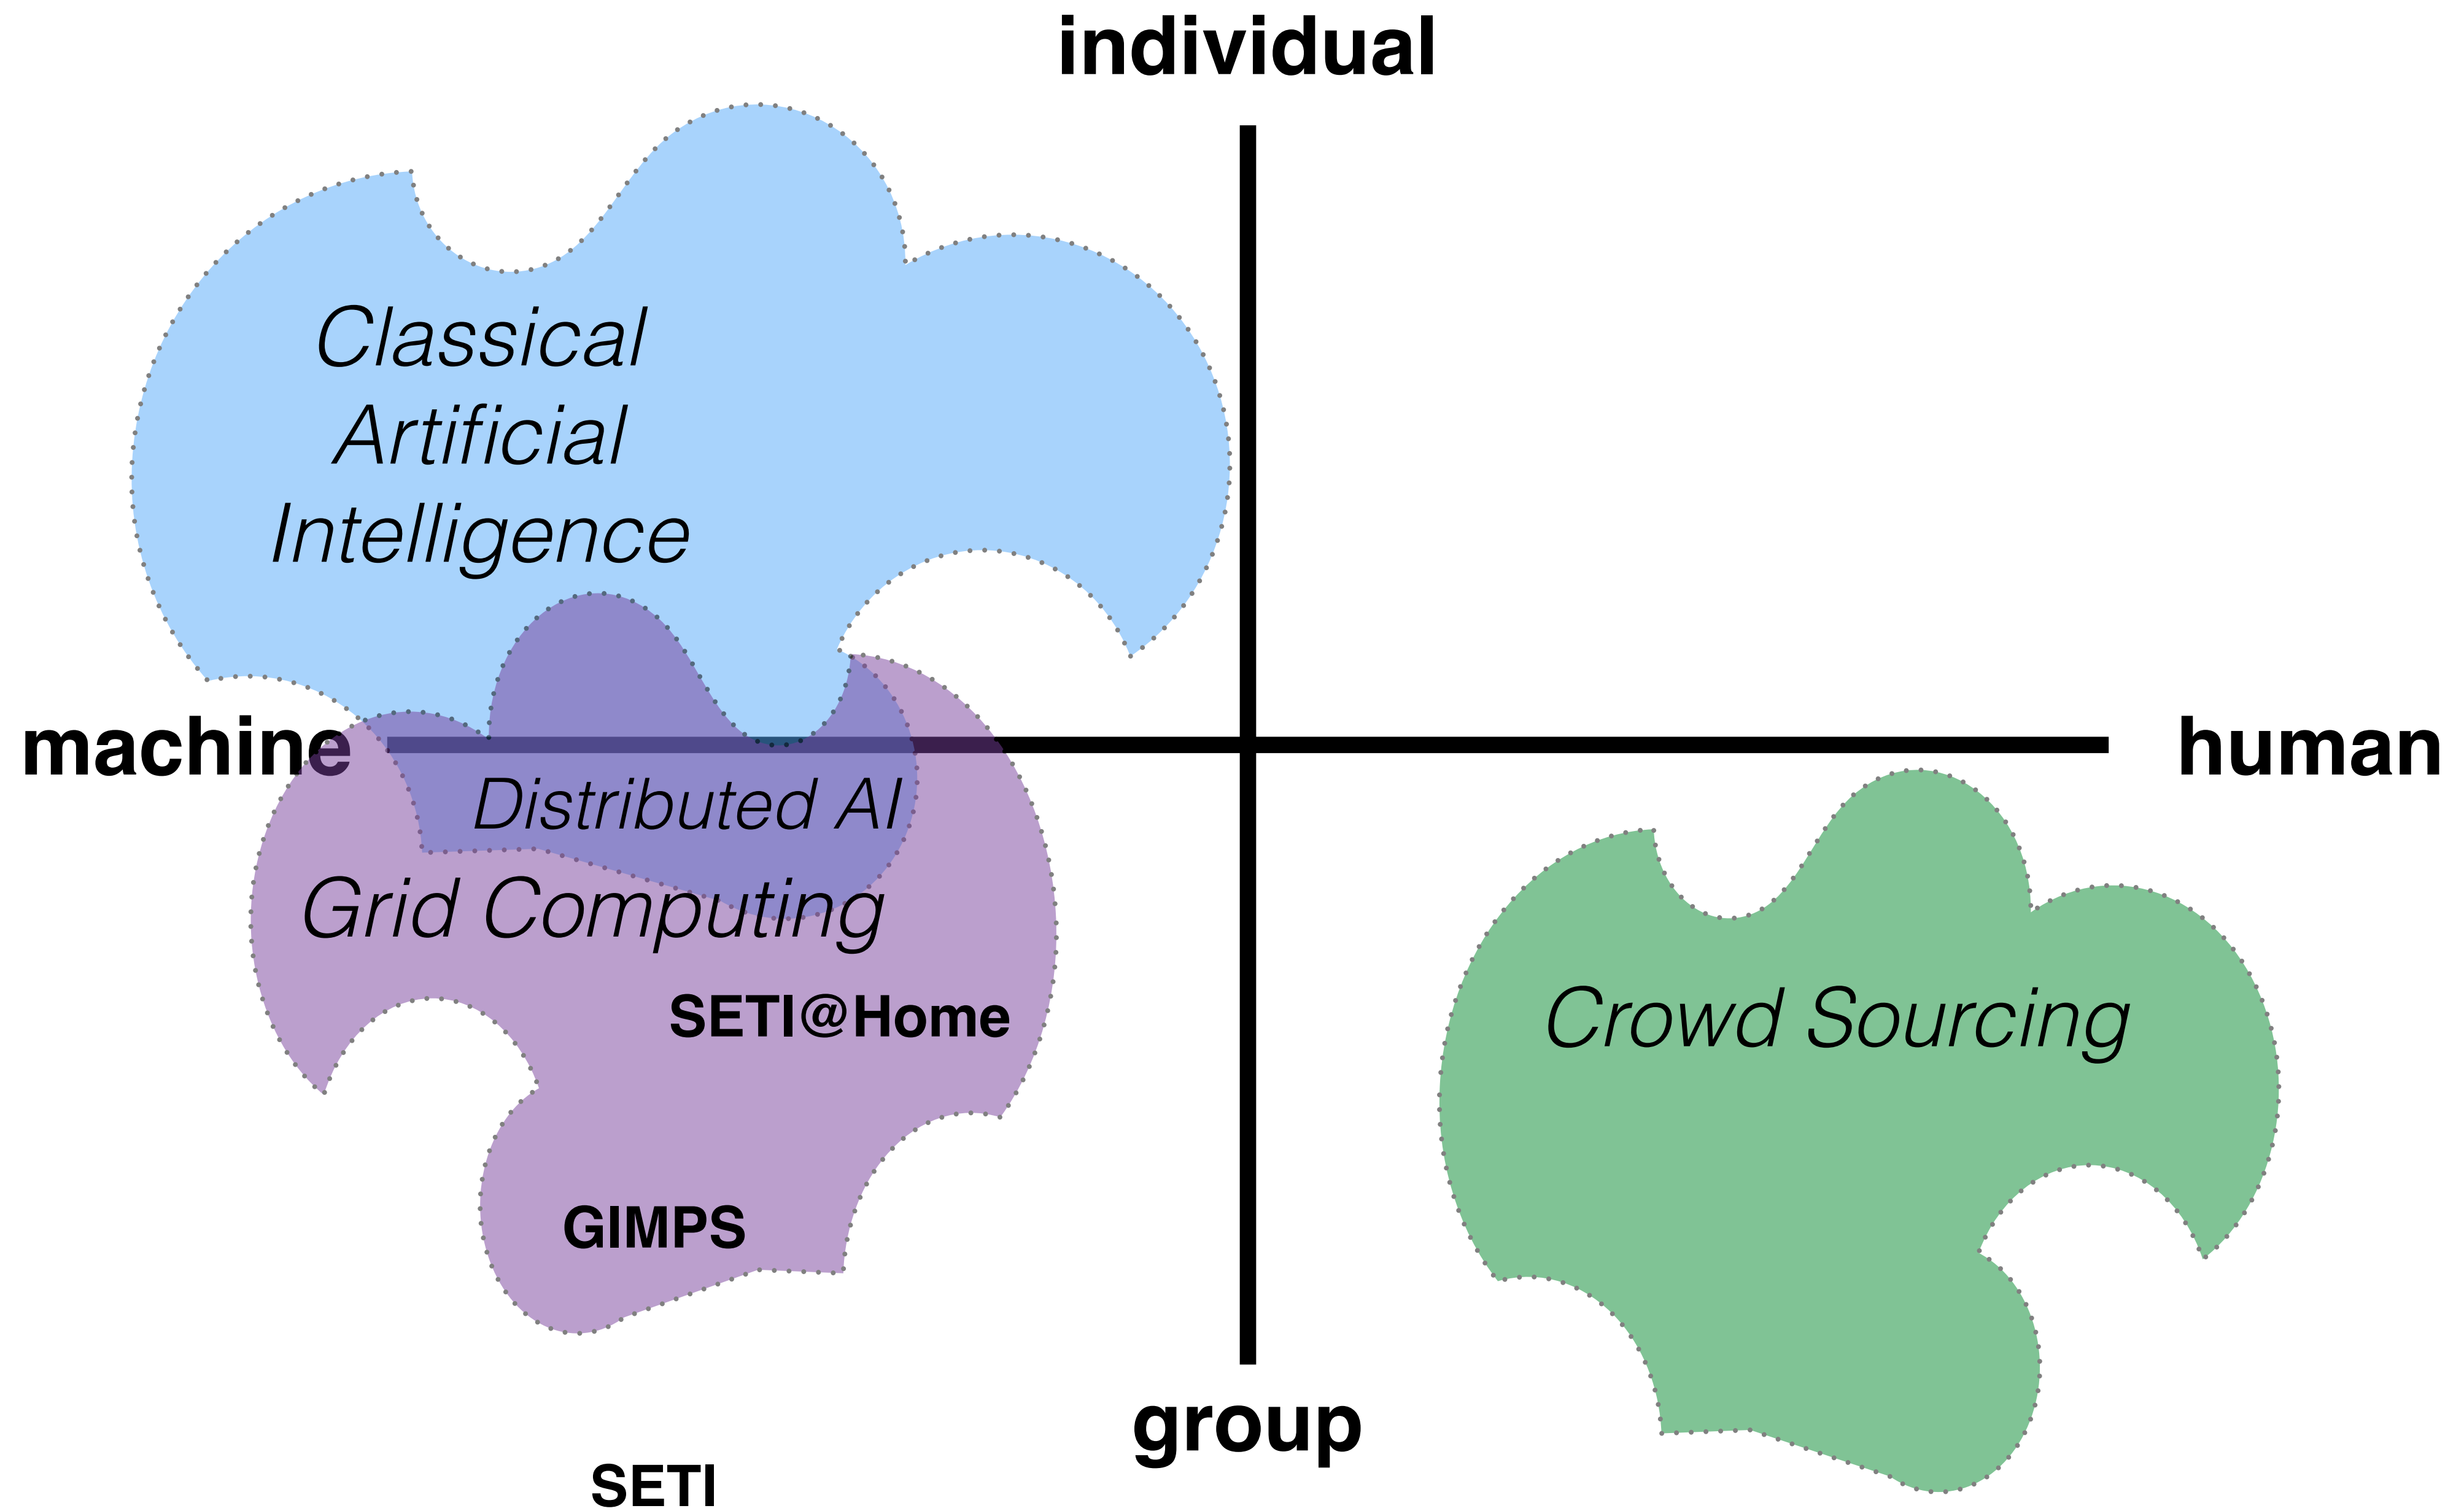 individual
Classical
Artificial
Intelligence
machine
human
Distributed AI
Grid Computing
SETI@Home
Crowd Sourcing
GIMPS
group
SETI